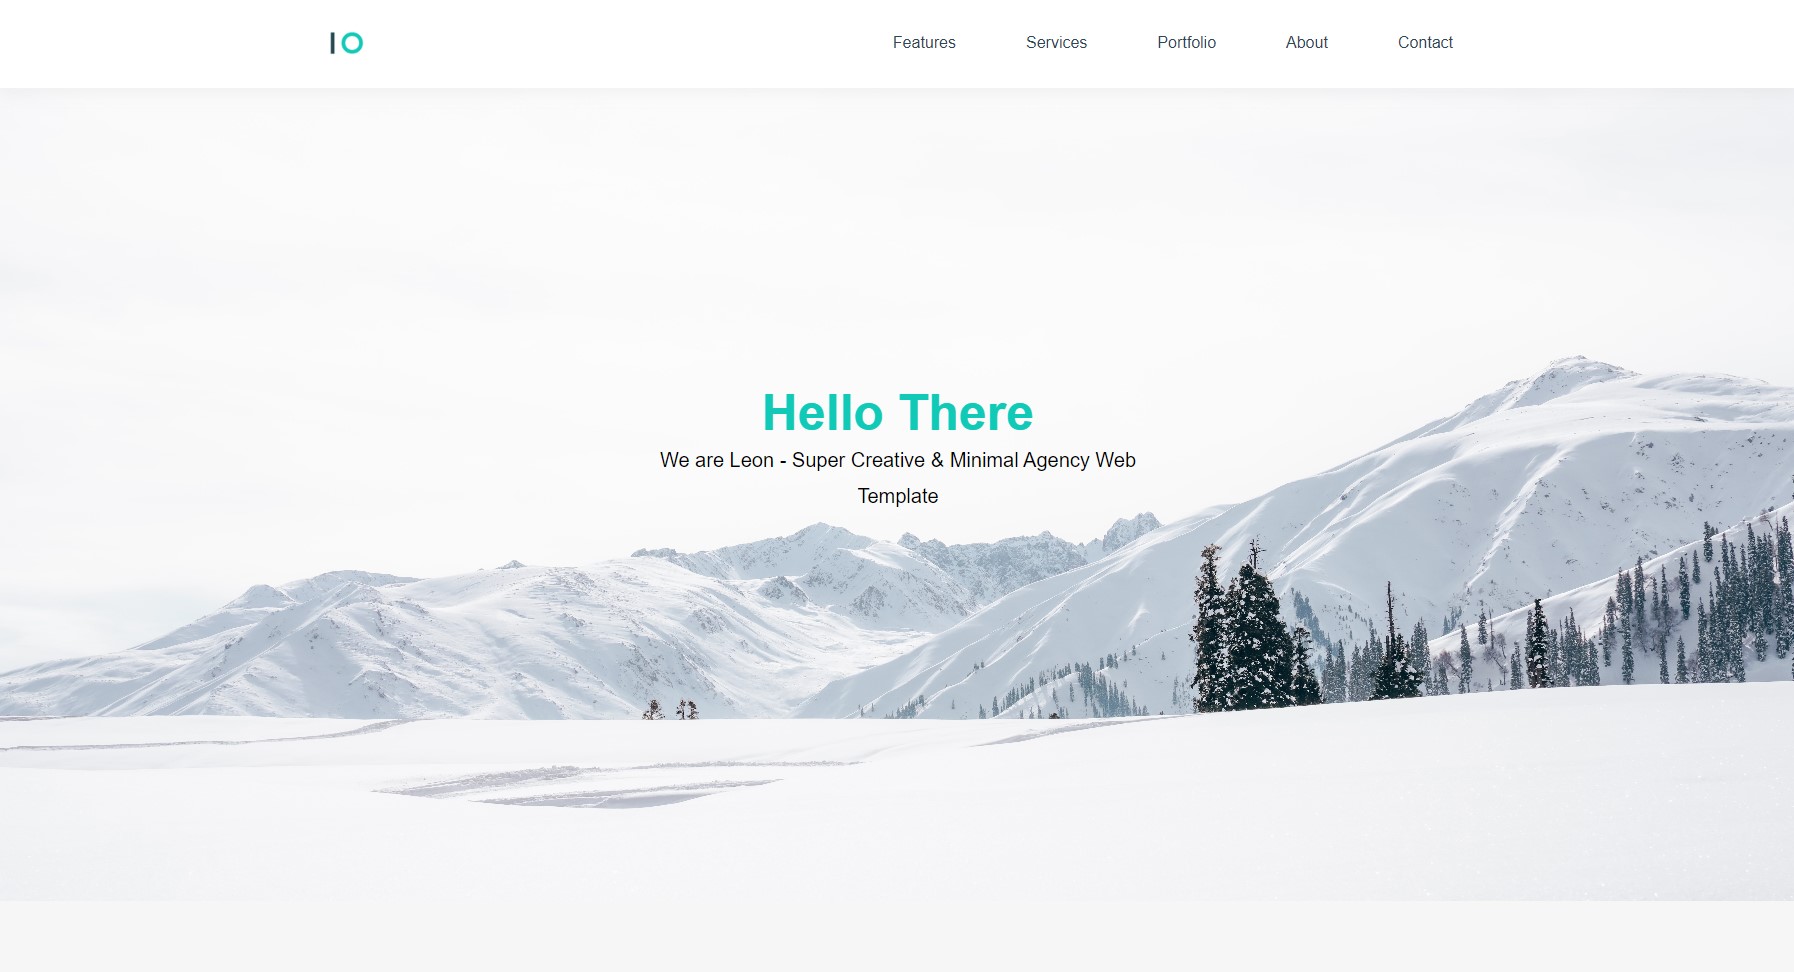 IO
Features Services Portfolio About Contact
Hello There
We are Leon - Super Creative & Minimal Agency Web
Template